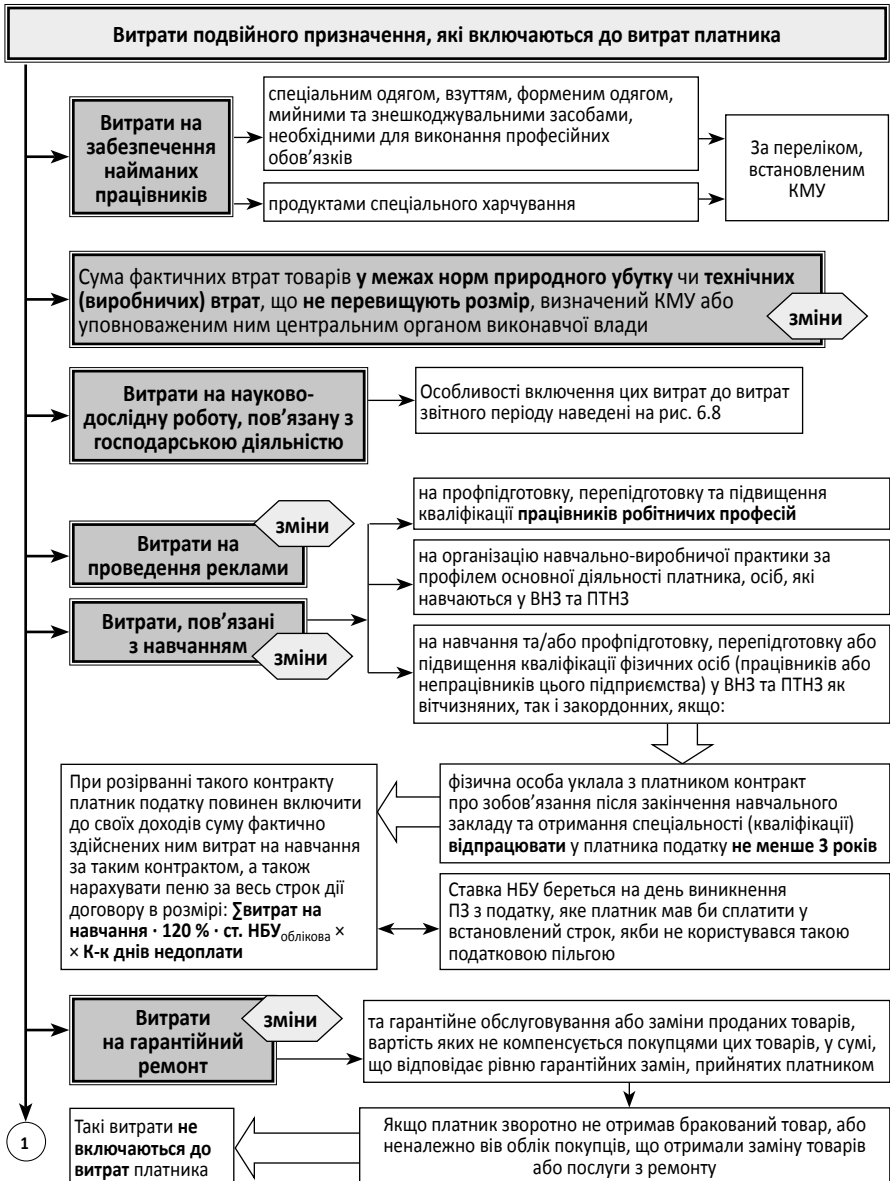 Витрати подвійного призначення, які включаються до витрат платника
Витрати на
забезпечення
найманих
працівників
спеціальним одягом, взуттям, форменим одягом,
мийними та знешкоджувальними засобами,
необхідними для виконання професійних
обов’язків
продуктами спеціального харчування
За переліком,
встановленим
КМУ
Сума фактичних втрат товарів у межах норм природного убутку чи технічних
(виробничих) втрат, що не перевищують розмір, визначений КМУ або
уповноваженим ним центральним органом виконавчої влади
зміни
Витрати на науково-
дослідну роботу, пов’язану з
господарською діяльністю
Особливості включення цих витрат до витрат
звітного періоду наведені на рис. 6.8
зміни
Витрати на
проведення реклами
Витрати, пов’язані
з навчанням
зміни
на профпідготовку, перепідготовку та підвищення
кваліфікації працівників робітничих професій
на організацію навчально-виробничої практики за
профілем основної діяльності платника, осіб, які
навчаються у ВНЗ та ПТНЗ
на навчання та/або профпідготовку, перепідготовку або
підвищення кваліфікації фізичних осіб (працівників або
непрацівників цього підприємства) у ВНЗ та ПТНЗ як
вітчизняних, так і закордонних, якщо:
фізична особа уклала з платником контракт
про зобов’язання після закінчення навчального
закладу та отримання спеціальності (кваліфікації)
відпрацювати у платника податку не менше 3 років
При розірванні такого контракту
платник податку повинен включити
до своїх доходів суму фактично
здійснених ним витрат на навчання
за таким контрактом, а також
нарахувати пеню за весь строк дії
договору в розмірі: ∑витрат на
навчання · 120 % · ст. НБУоблікова ×
× К-к днів недоплати
Ставка НБУ береться на день виникнення
ПЗ з податку, яке платник мав би сплатити у
встановлений строк, якби не користувався такою
податковою пільгою
Витрати
на гарантійний
ремонт
зміни
та гарантійне обслуговування або заміни проданих товарів,
вартість яких не компенсується покупцями цих товарів, у сумі,
що відповідає рівню гарантійних замін, прийнятих платником
Якщо платник зворотно не отримав бракований товар, або
неналежно вів облік покупців, що отримали заміну товарів
або послуги з ремонту
Такі витрати не
включаються до
витрат платника
1